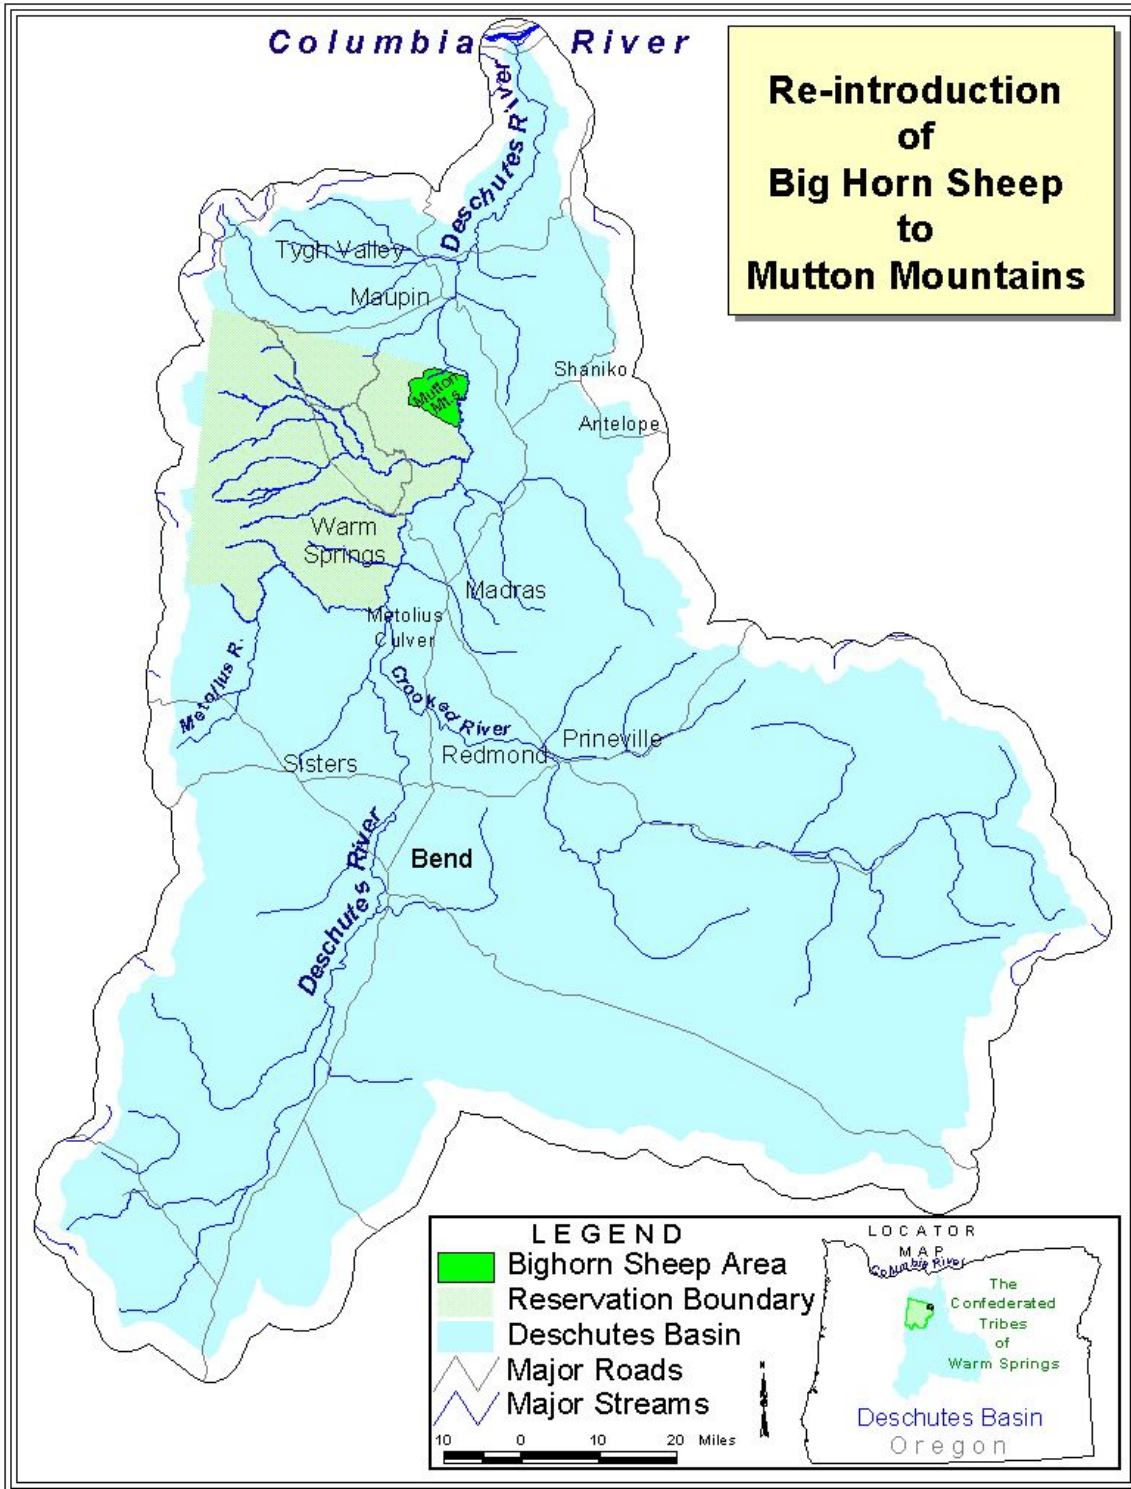 Columbia River
Re-introduction
of
Big Horn Sheep
to
Mutton Mountains
Deschutes River
Tygh Valley
Maupin
Shaniko
Mutton
Mt.s
Antelope
Warm
Springs
Madras
Metolius
Culver
Metolius R.
Crooked River
Prineville
Redmond
Sisters
Deschutes River
Bend
LEGEND
Bighorn Sheep Area
Reservation Boundary
Deschutes Basin
Major Roads
Major Streams
10 0 10 20 Miles
LOCATOR
MAP
Columbia River
The
Confederated
Tribes
of
Warm Springs
Deschutes Basin
Oregon